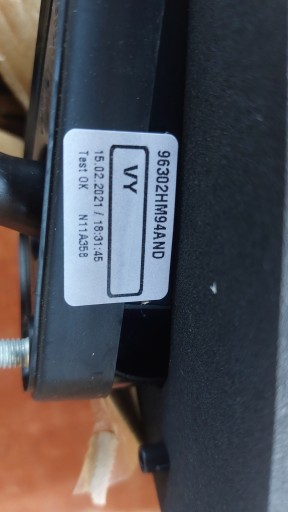 96302HM94AND
VY
15.02.2021 / 18:31:45
Test OK N11A358